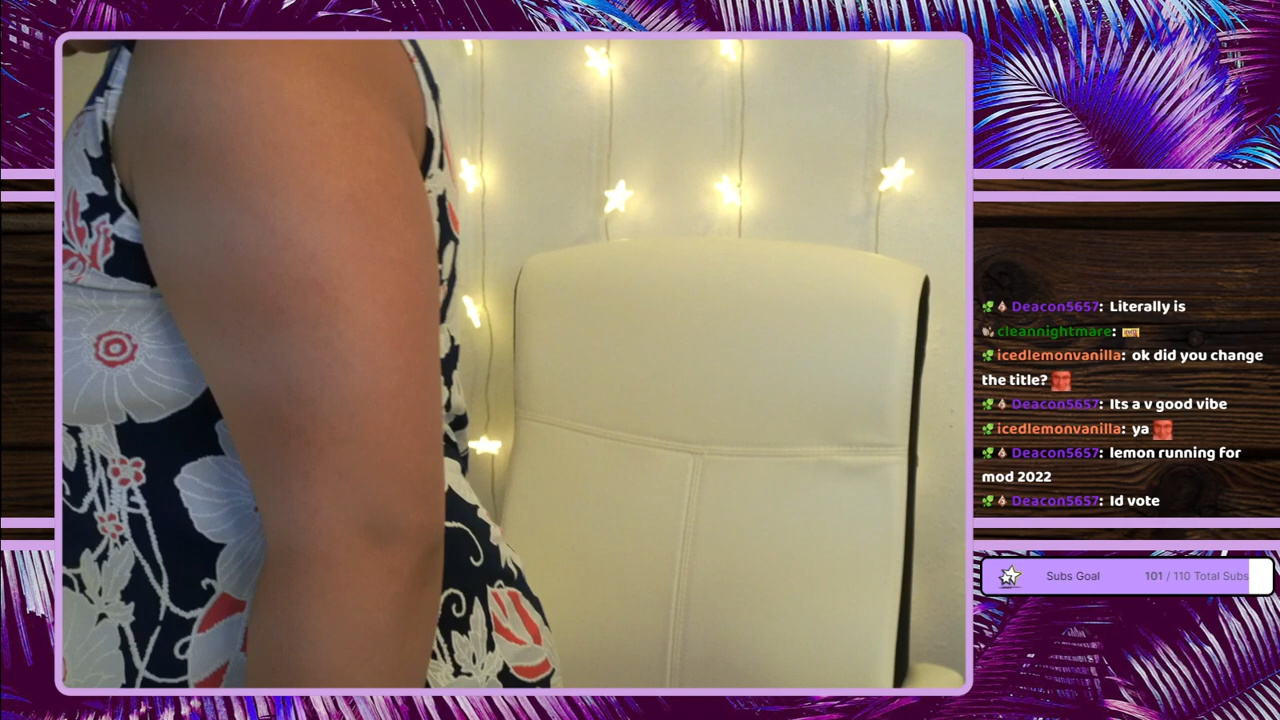 Deacon5657: Literally is
cleannightmare:
icedlemonvanilla: ok did you change
the title?
Deacon5657: Its a v good vibe
icedlemonvanilla: ya
Deacon5657: lemon running for
mod 2022
Deacon5657: Id vote
Subs Goal 101 / 110 Total Subs